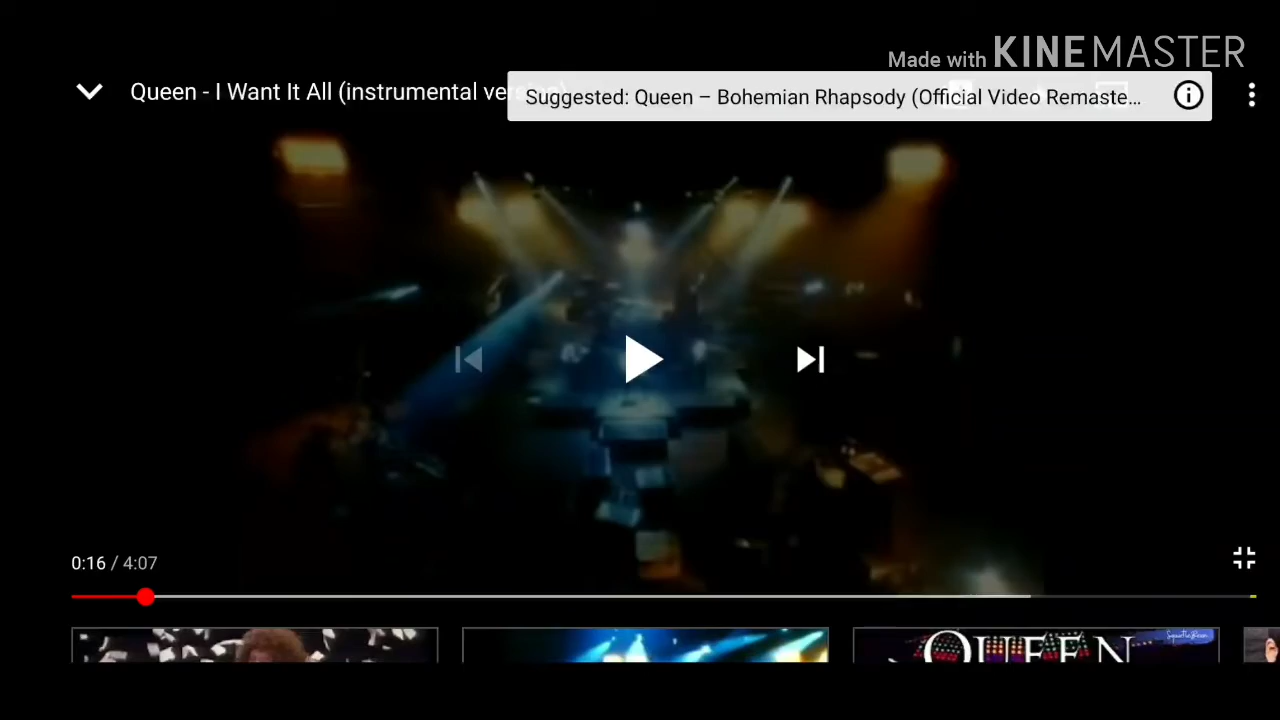 Made with KINEMASTER
Queen - I Want It All (instrumental ve
Suggested: Queen – Bohemian Rhapsody (Official Video Remaste…
0:16 / 4:07
QUEEN